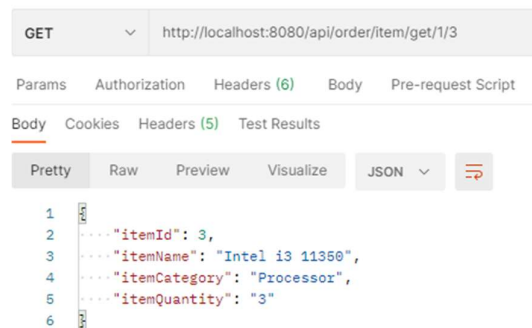 GET http://localhost:8080/api/order/item/get/1/3
Params Authorization Headers (6) Body Pre-request Script
Body Cookies Headers (5) Test Results
Pretty Raw Preview Visualize JSON
1 {
2 "itemId": 3,
3 "itemName": "Intel i3 11350",
4 "itemCategory": "Processor",
5 "itemQuantity": "3"
6 }